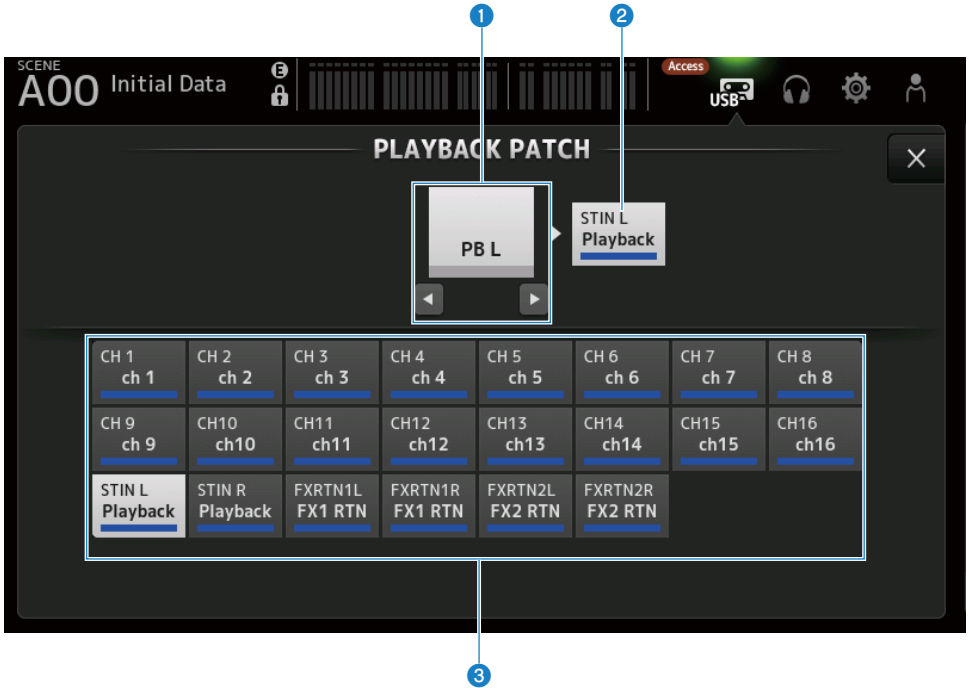 1 2
SCENE
A00 Initial Data
E
Access
USB
PLAYBACK PATCH
PB L
STIN L
Playback
CH 1 CH 2 CH 3 CH 4 CH 5 CH 6 CH 7 CH 8
ch 1 ch 2 ch 3 ch 4 ch 5 ch 6 ch 7 ch 8
CH 9 CH10 CH11 CH12 CH13 CH14 CH15 CH16
ch 9 ch10 ch11 ch12 ch13 ch14 ch15 ch16
STIN L STIN R FXRTN1L FXRTN1R FXRTN2L FXRTN2R
Playback Playback FX1 RTN FX1 RTN FX2 RTN FX2 RTN
3